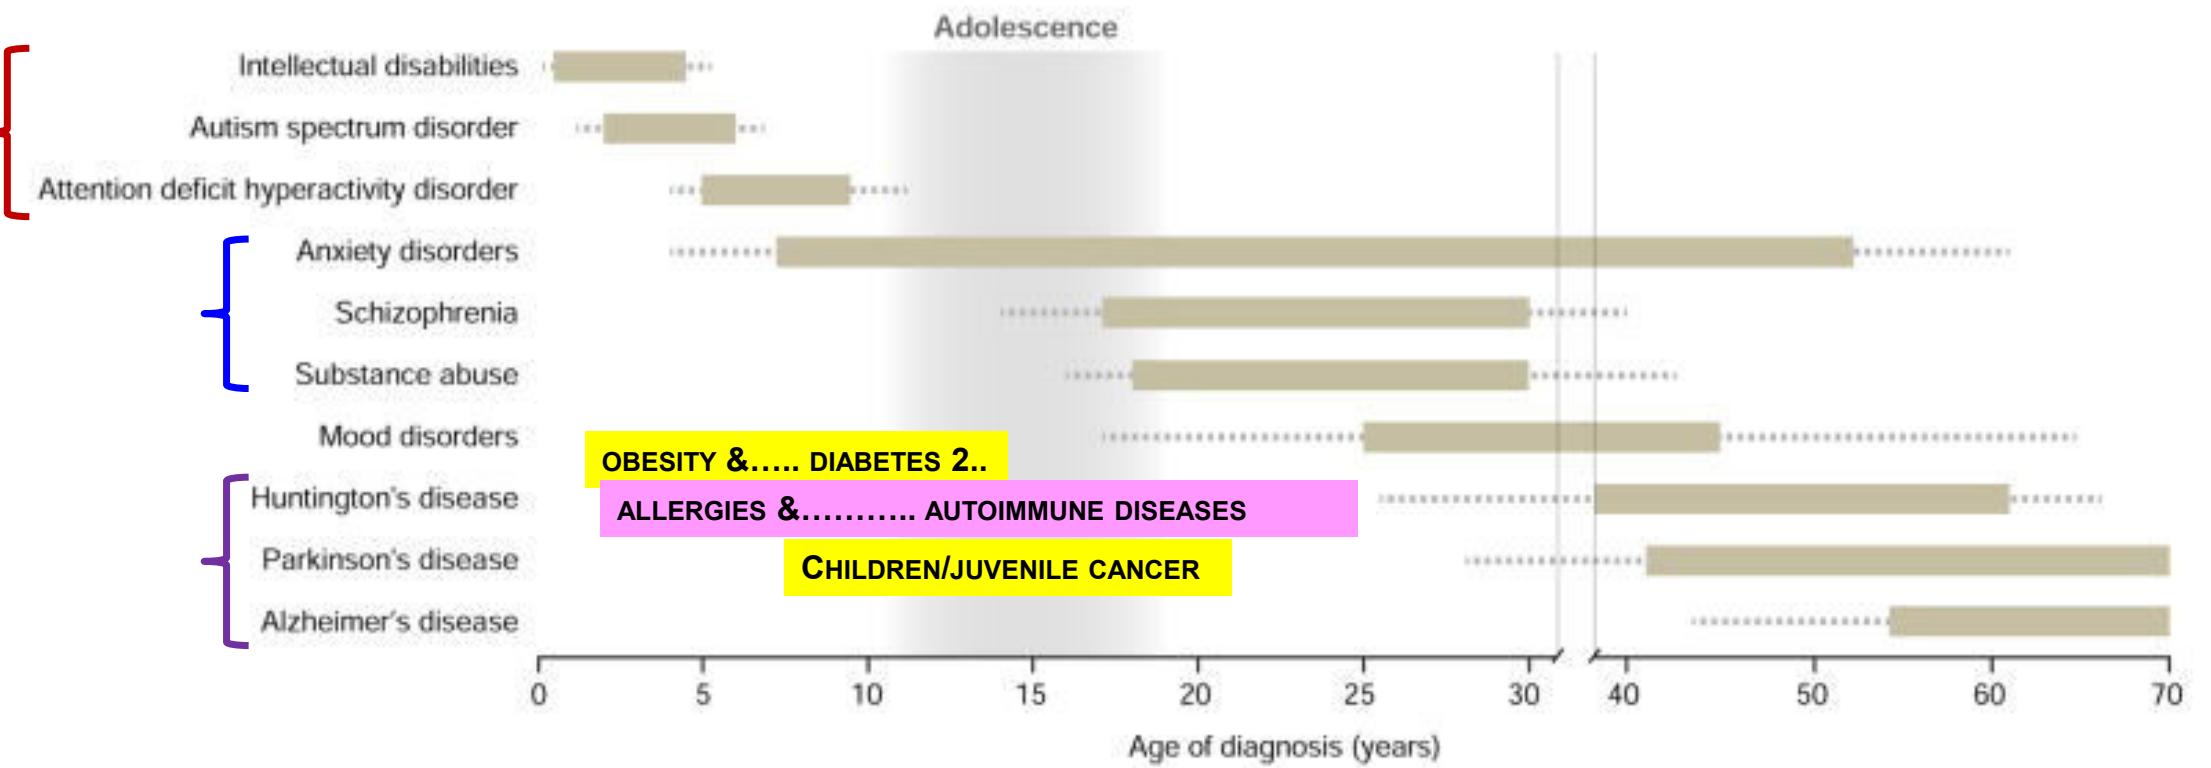 Adolescence
Intellectual disabilities
Autism spectrum disorder
Attention deficit hyperactivity disorder
Anxiety disorders
Schizophrenia
Substance abuse
Mood disorders
OBESITY &….. DIABETES 2..
Huntington's disease
ALLERGIES &……….. AUTOIMMUNE DISEASES
Parkinson's disease
CHILDREN/JUVENILE CANCER
Alzheimer's disease
0 5 10 15 20 25 30 40 50 60 70
Age of diagnosis (years)